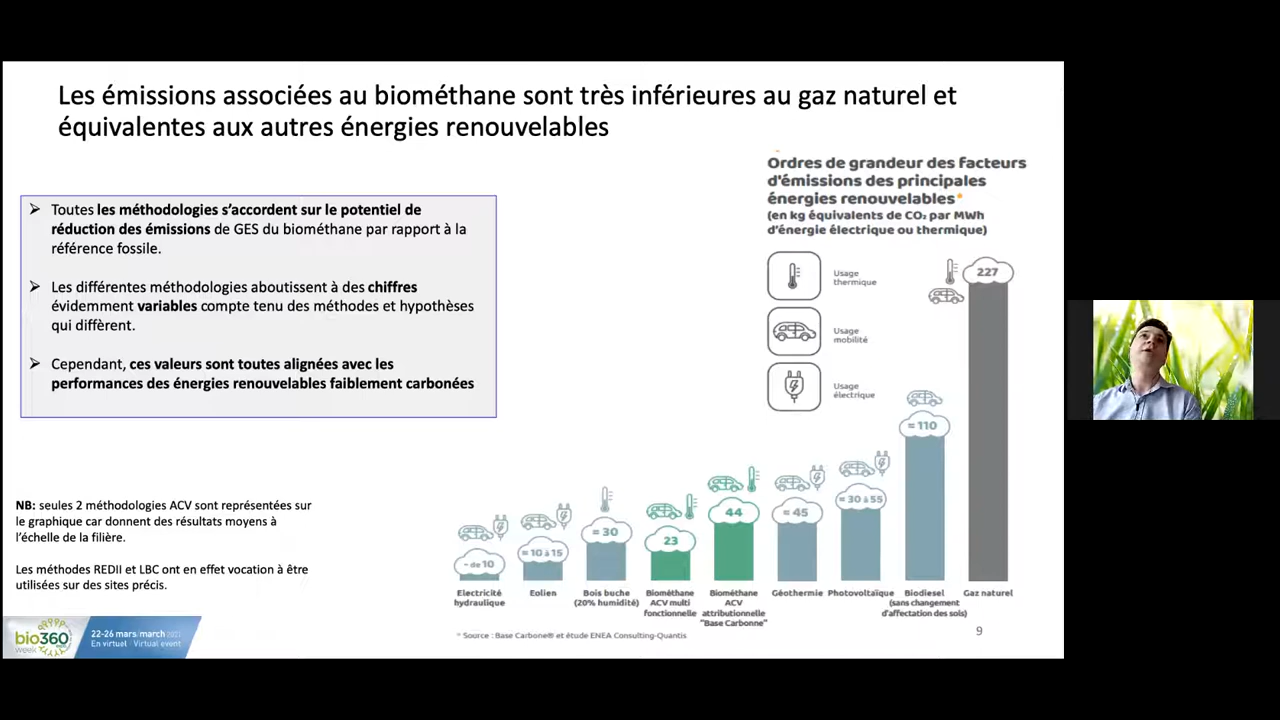 Les émissions associées au biométhane sont très inférieures au gaz naturel et
équivalentes aux autres énergies renouvelables
Toutes les méthodologies s'accordent sur le potentiel de
réduction des émissions de GES du biométhane par rapport à la
référence fossile.
Les différentes méthodologies aboutissent à des chiffres
évidemment variables compte tenu des méthodes et hypothèses
qui diffèrent.
Cependant, ces valeurs sont toutes alignées avec les
performances des énergies renouvelables faiblement carbonées
NB: seules 2 méthodologies ACV sont représentées sur
le graphique car donnent des résultats moyens à
l'échelle de la filière.
Les méthodes REDII et LBC ont en effet vocation à être
utilisées sur des sites précis.
Ordres de grandeur des facteurs
d'émissions des principales
énergies renouvelables*
(en kg équivalents de CO₂ par MWh
d'énergie électrique ou thermique)
Usage
thermique
Usage
mobilité
Usage
électrique
- de 10
≈ 10 à 15
≈ 30
23
44
≈ 45
≈ 30 à 55
≈ 110
227
Electricité
hydraulique
Eolien
Bois buche
(20% humidité)
Biométhane
ACV multi
fonctionnelle
Biométhane
ACV
attributionnelle
"Base Carbonne"
Géothermie
Photovoltaïque
Biodiesel
(sans changement
d'affectation des sols)
Gaz naturel
* Source : Base Carbone® et étude ENEA Consulting-Quantis
9
bio360
week
22-26 mars/march 2021
En virtuel · Virtual event